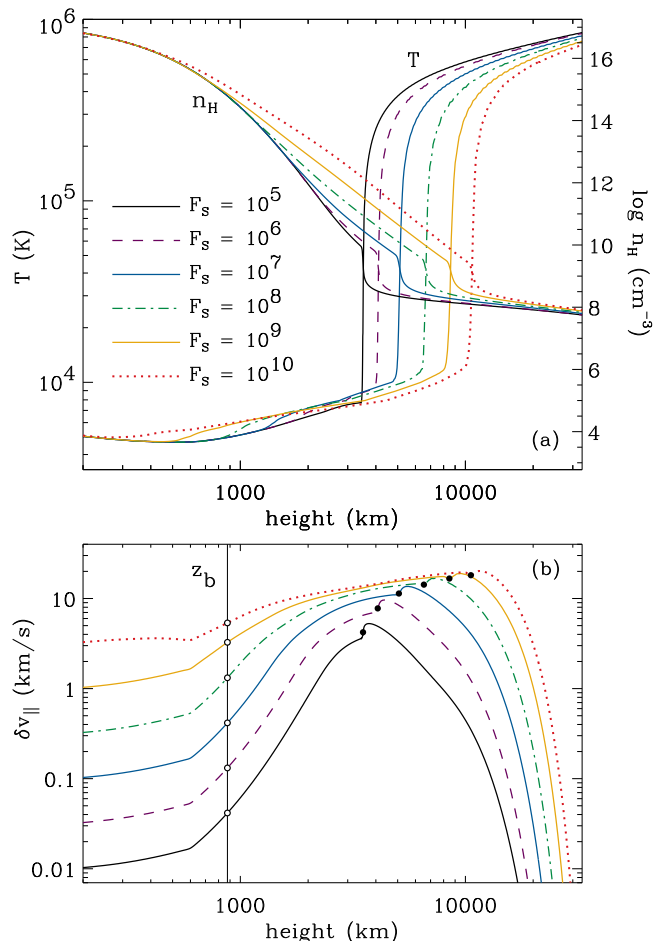 10^6
T
16
n_H
14
10^5
12
F_S = 10^5
F_S = 10^6
F_S = 10^7
F_S = 10^8
F_S = 10^9
F_S = 10^10
T (K)
log n_H (cm^-3)
10
8
6
10^4
4
(a)
1000
10000
height (km)
z_b
(b)
10
1
0.1
0.01
δv_|| (km/s)
1000
10000
height (km)